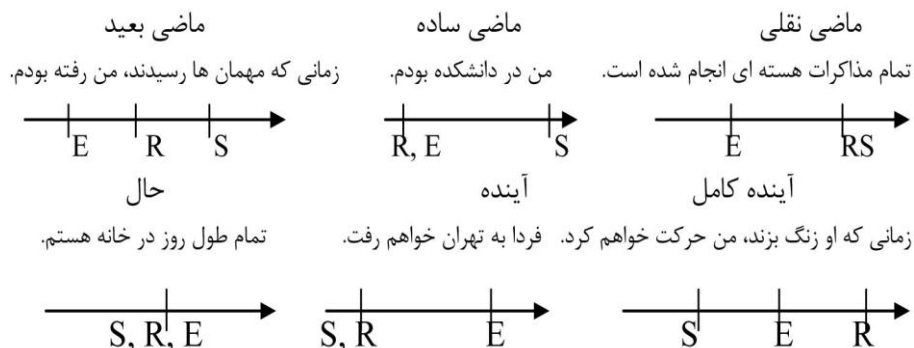 ماضی نقلی ماضی ساده ماضی بعید
تمام مذاکرات هسته ای انجام شده است. من در دانشکده بودم. زمانی که مهمان ها رسیدند، من رفته بودم.
E R S R, E S E RS
آینده کامل آینده حال
زمانی که او زنگ بزند، من حرکت خواهم کرد. فردا به تهران خواهم رفت. تمام طول روز در خانه هستم.
S, R, E S, R E S E R